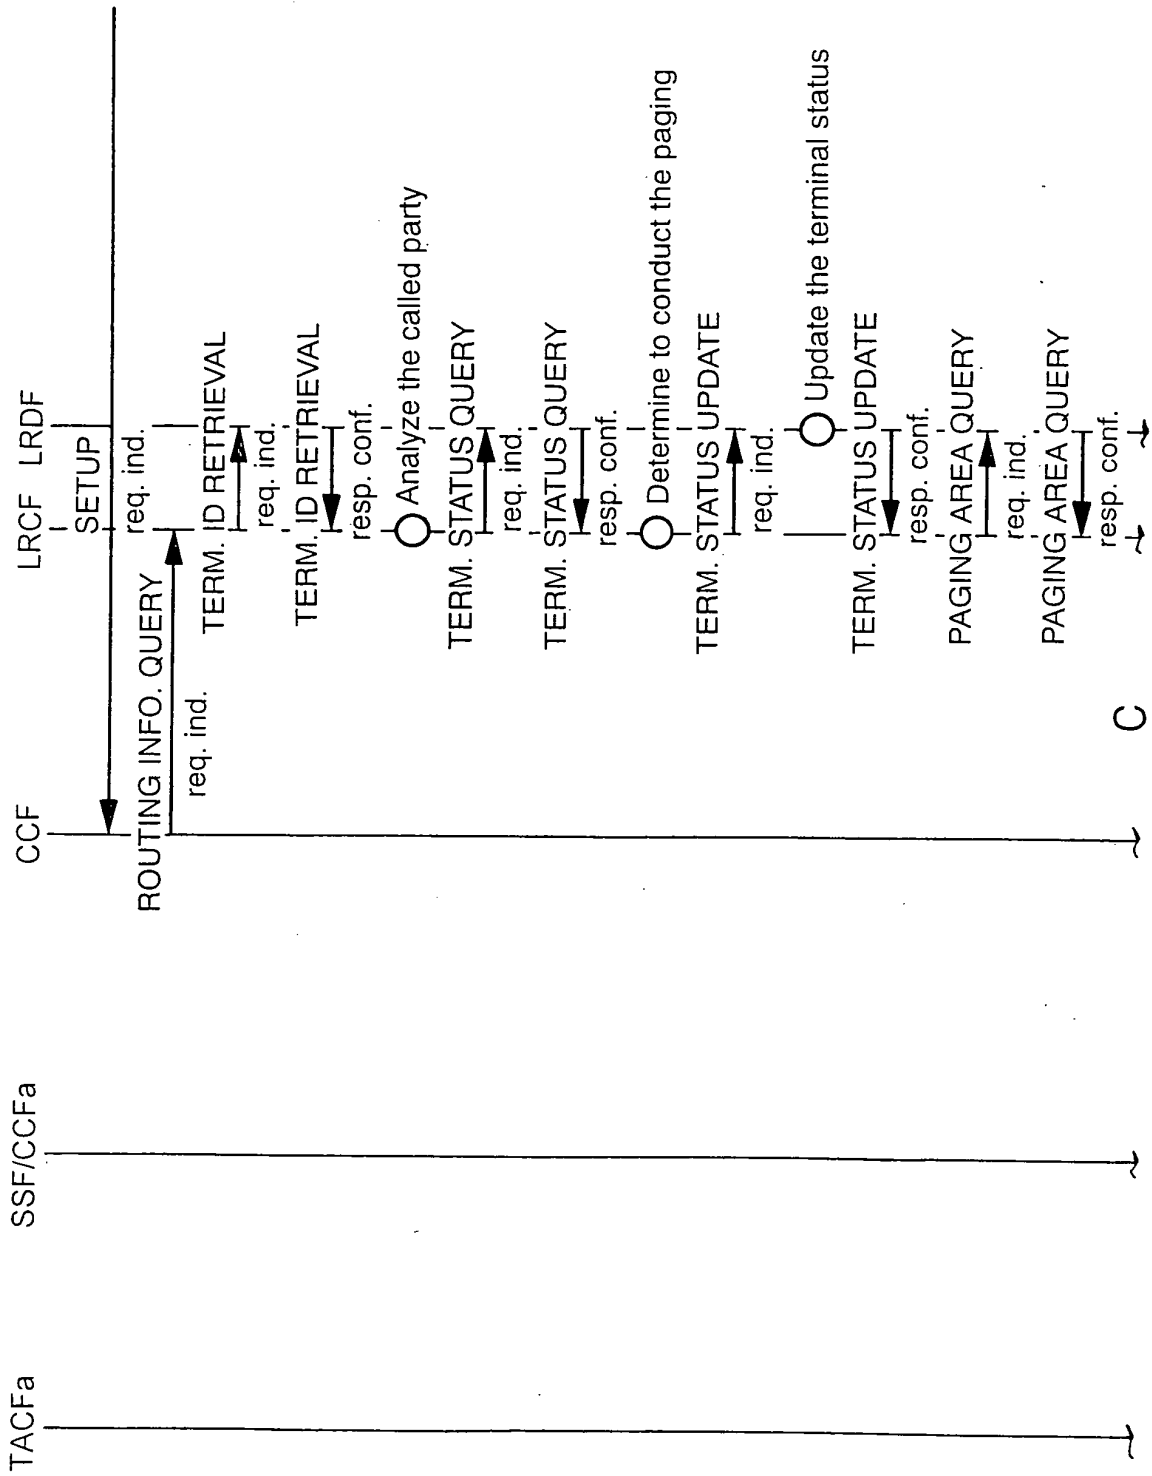 TACFa
SSF/CCFa
CCF
LRCF
LRDF
SETUP
req. ind.
ROUTING INFO. QUERY
req. ind.
TERM. ID RETRIEVAL
req. ind.
TERM. ID RETRIEVAL
resp. conf.
Analyze the called party
TERM. STATUS QUERY
req. ind.
TERM. STATUS QUERY
resp. conf.
Determine to conduct the paging
TERM. STATUS UPDATE
req. ind.
Update the terminal status
TERM. STATUS UPDATE
resp. conf.
PAGING AREA QUERY
req. ind.
PAGING AREA QUERY
resp. conf.
C